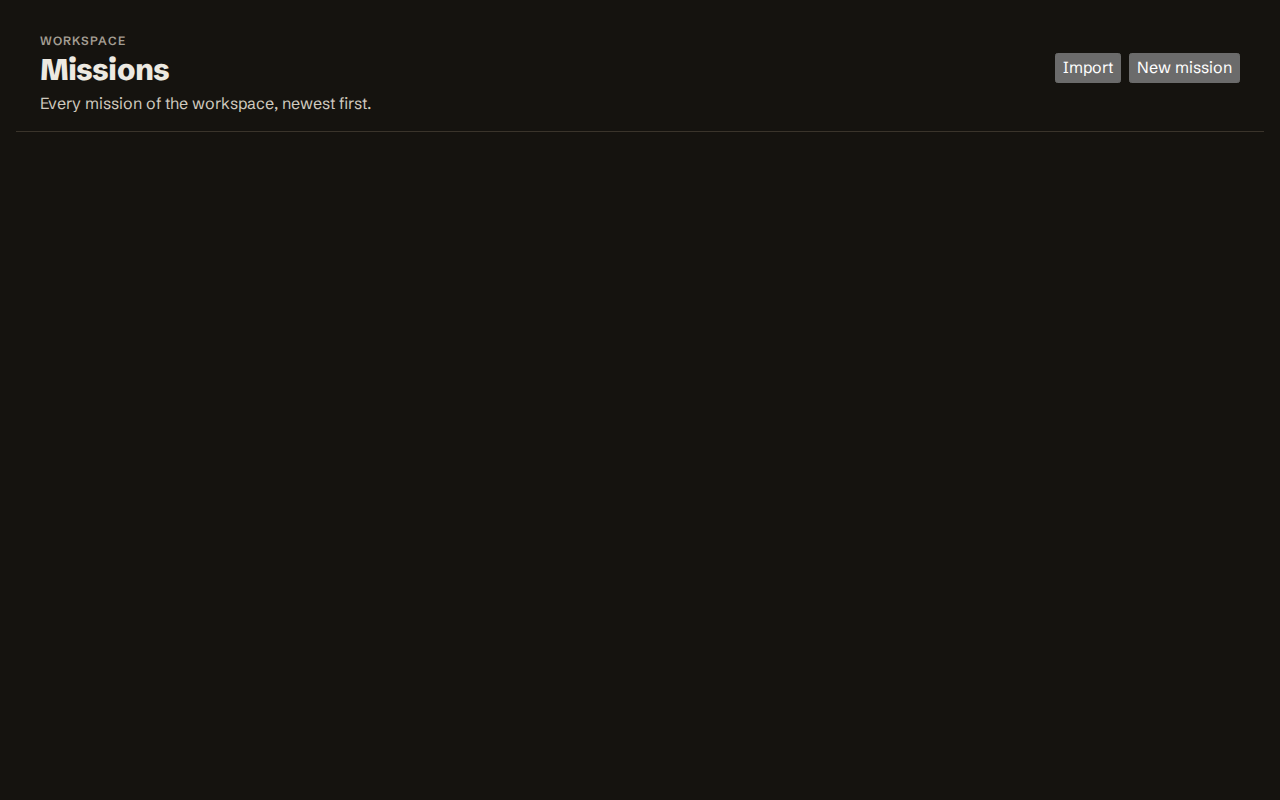 WORKSPACE
Missions
Every mission of the workspace, newest first.
Import
New mission